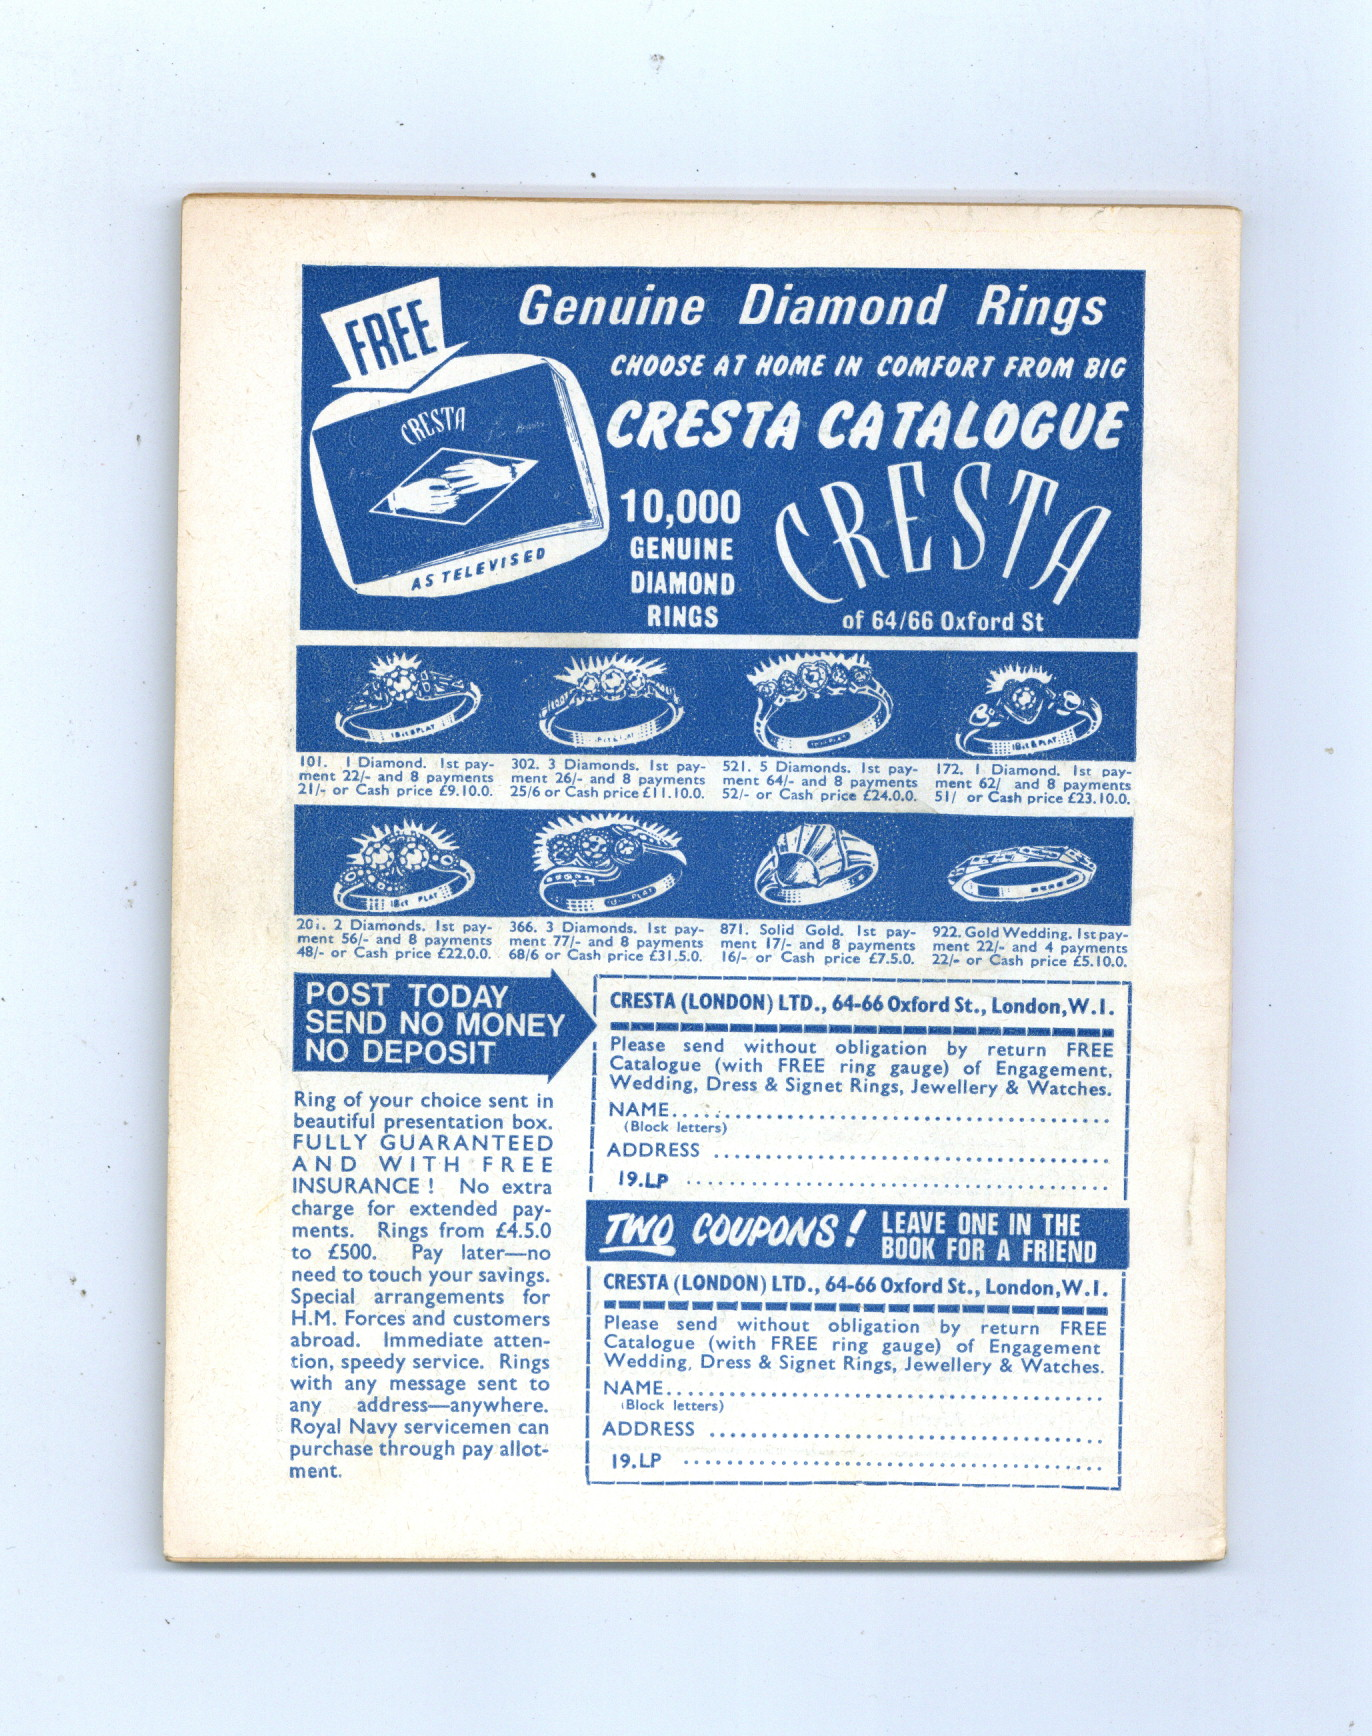 FREE
Genuine Diamond Rings
CHOOSE AT HOME IN COMFORT FROM BIG
CRESTA CATALOGUE
CRESTA
AS TELEVISED
10,000
GENUINE
DIAMOND
RINGS
CRESTA
of 64/66 Oxford St
101. 1 Diamond. 1st pay-
ment 22/- and 8 payments
21/- or Cash price £9.10.0.
302. 3 Diamonds. 1st pay-
ment 26/- and 8 payments
25/6 or Cash price £11.10.0.
521. 5 Diamonds. 1st pay-
ment 64/- and 8 payments
52/- or Cash price £24.0.0.
172. 1 Diamond. 1st pay-
ment 62/ and 8 payments
51/ or Cash price £23.10.0.
201. 2 Diamonds. 1st pay-
ment 56/- and 8 payments
48/- or Cash price £22.0.0.
366. 3 Diamonds. 1st pay-
ment 77/- and 8 payments
68/6 or Cash price £31.5.0.
871. Solid Gold. 1st pay-
ment 17/- and 8 payments
16/- or Cash price £7.5.0.
922. Gold Wedding. 1st pay-
ment 22/- and 4 payments
22/- or Cash price £5.10.0.
POST TODAY
SEND NO MONEY
NO DEPOSIT
Ring of your choice sent in
beautiful presentation box.
FULLY GUARANTEED
AND WITH FREE
INSURANCE! No extra
charge for extended pay-
ments. Rings from £4.5.0
to £500. Pay later—no
need to touch your savings.
Special arrangements for
H.M. Forces and customers
abroad. Immediate atten-
tion, speedy service. Rings
with any message sent to
any address—anywhere.
Royal Navy servicemen can
purchase through pay allot-
ment.
CRESTA (LONDON) LTD., 64-66 Oxford St., London, W.I.
Please send without obligation by return FREE
Catalogue (with FREE ring gauge) of Engagement,
Wedding, Dress & Signet Rings, Jewellery & Watches.
NAME
(Block letters)
ADDRESS
19.LP
TWO COUPONS! LEAVE ONE IN THE
BOOK FOR A FRIEND
CRESTA (LONDON) LTD., 64-66 Oxford St., London, W.I.
Please send without obligation by return FREE
Catalogue (with FREE ring gauge) of Engagement
Wedding, Dress & Signet Rings, Jewellery & Watches.
NAME
(Block letters)
ADDRESS
19.LP